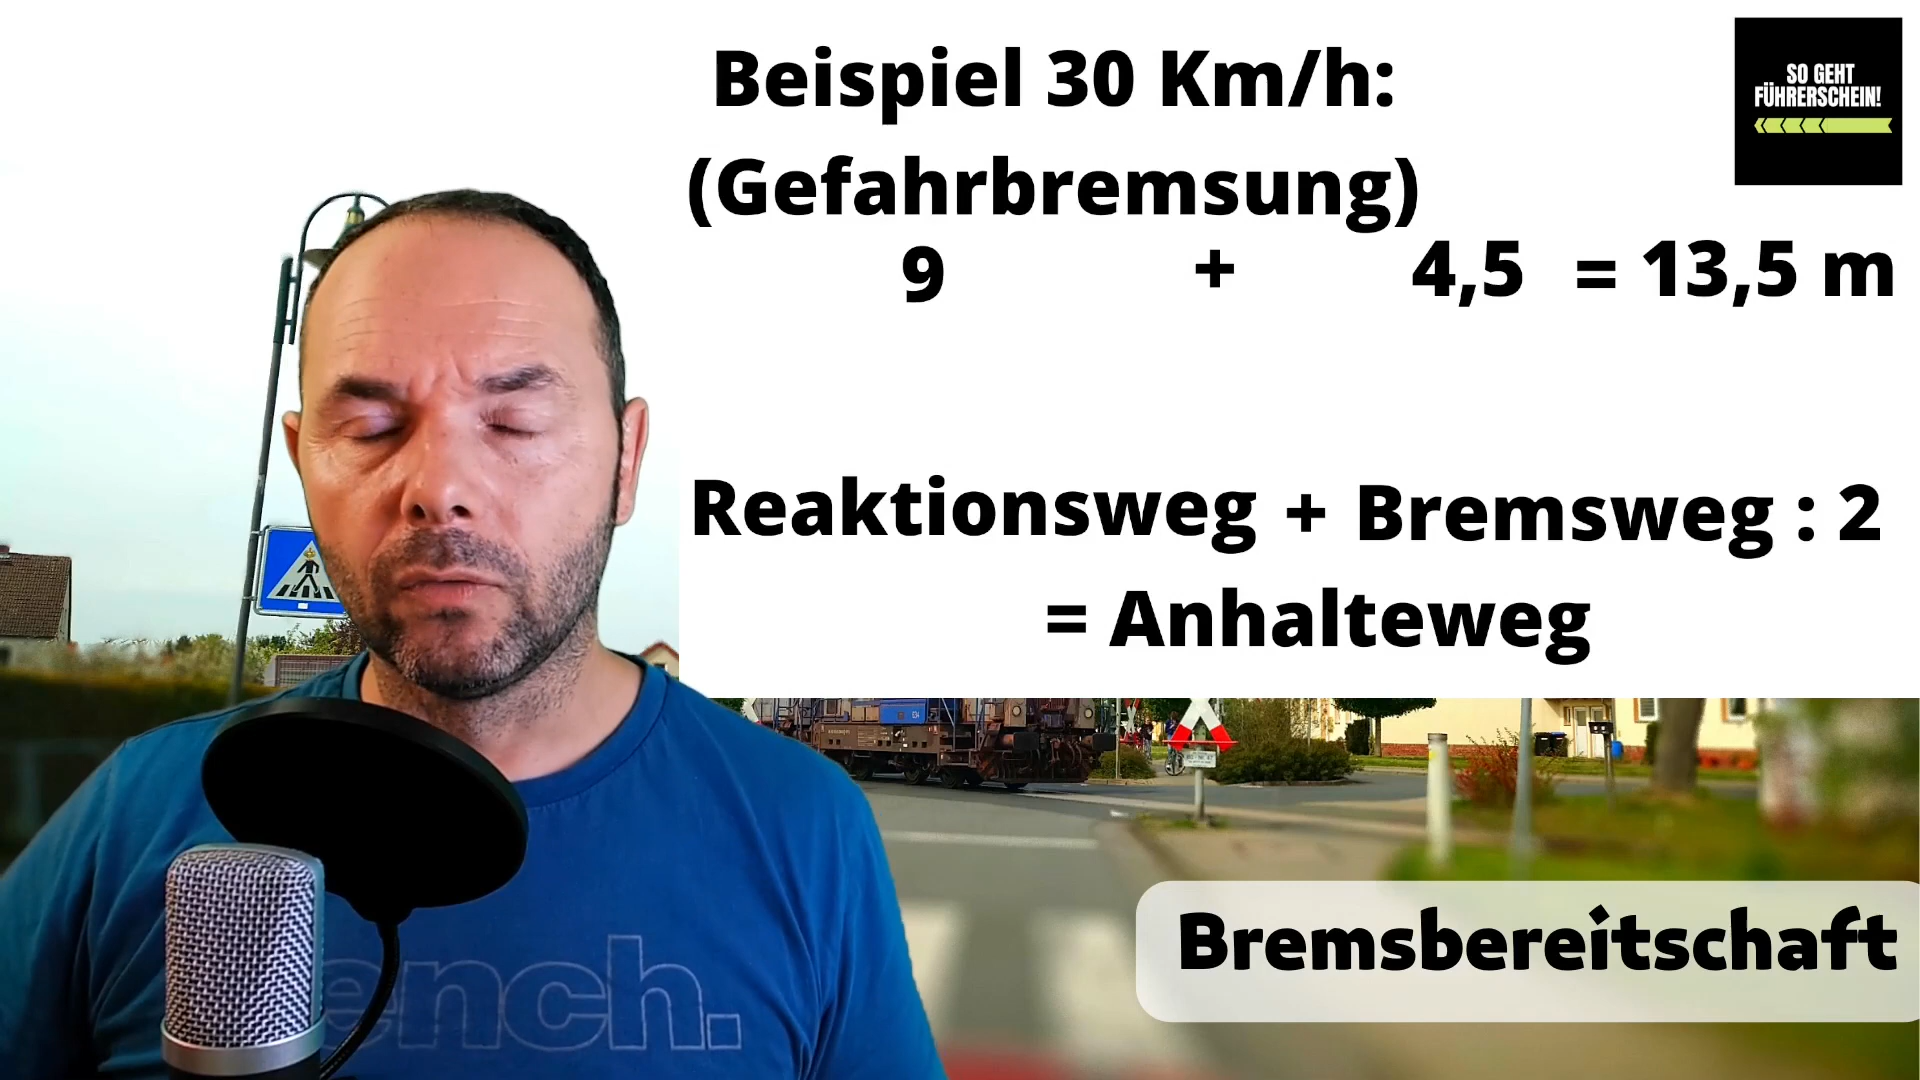 Beispiel 30 Km/h:
(Gefahrbremsung)
9 + 4,5 = 13,5 m
SO GEHT
FÜHRERSCHEIN!
Reaktionsweg + Bremsweg : 2
= Anhalteweg
Bremsbereitschaft
ench.